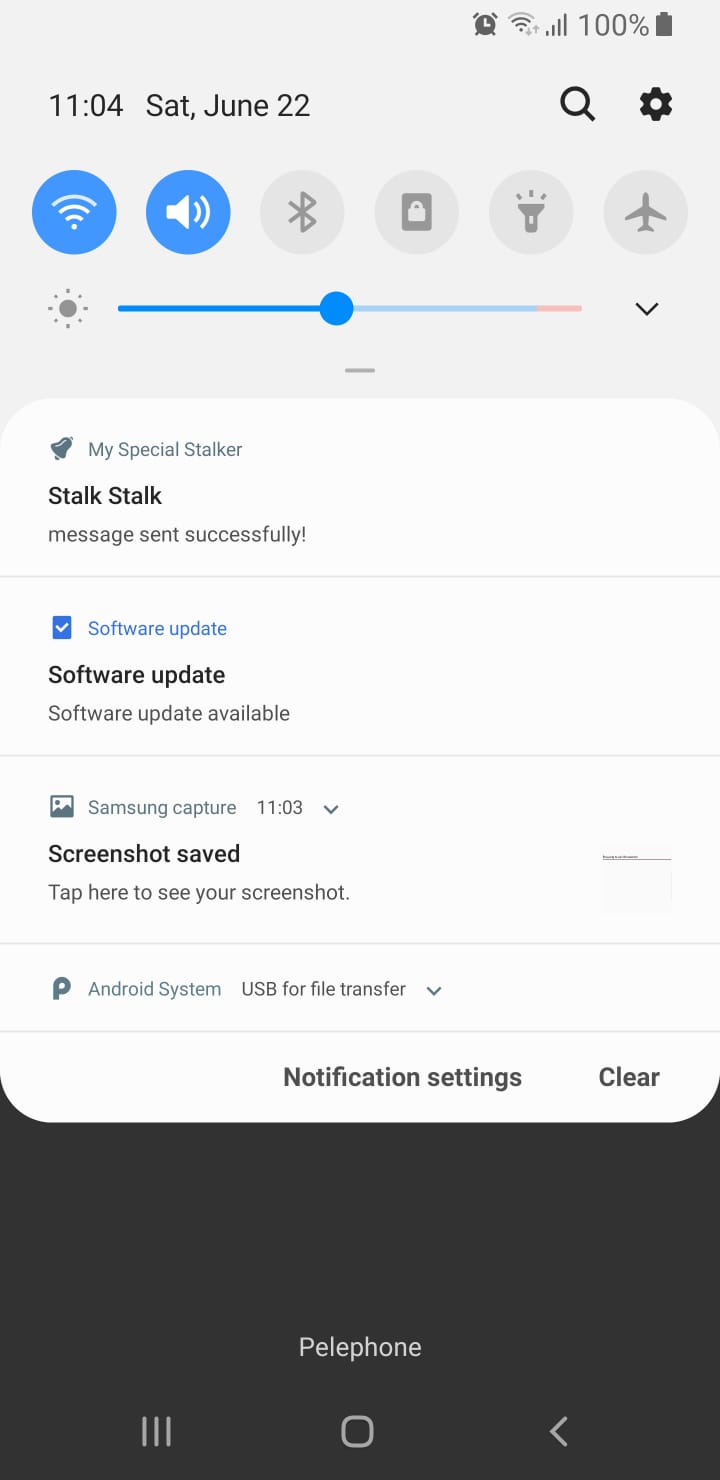 100%
11:04 Sat, June 22
My Special Stalker
Stalk Stalk
message sent successfully!
Software update
Software update
Software update available
Samsung capture 11:03
Screenshot saved
Tap here to see your screenshot.
Android System USB for file transfer
Notification settings Clear
Pelephone